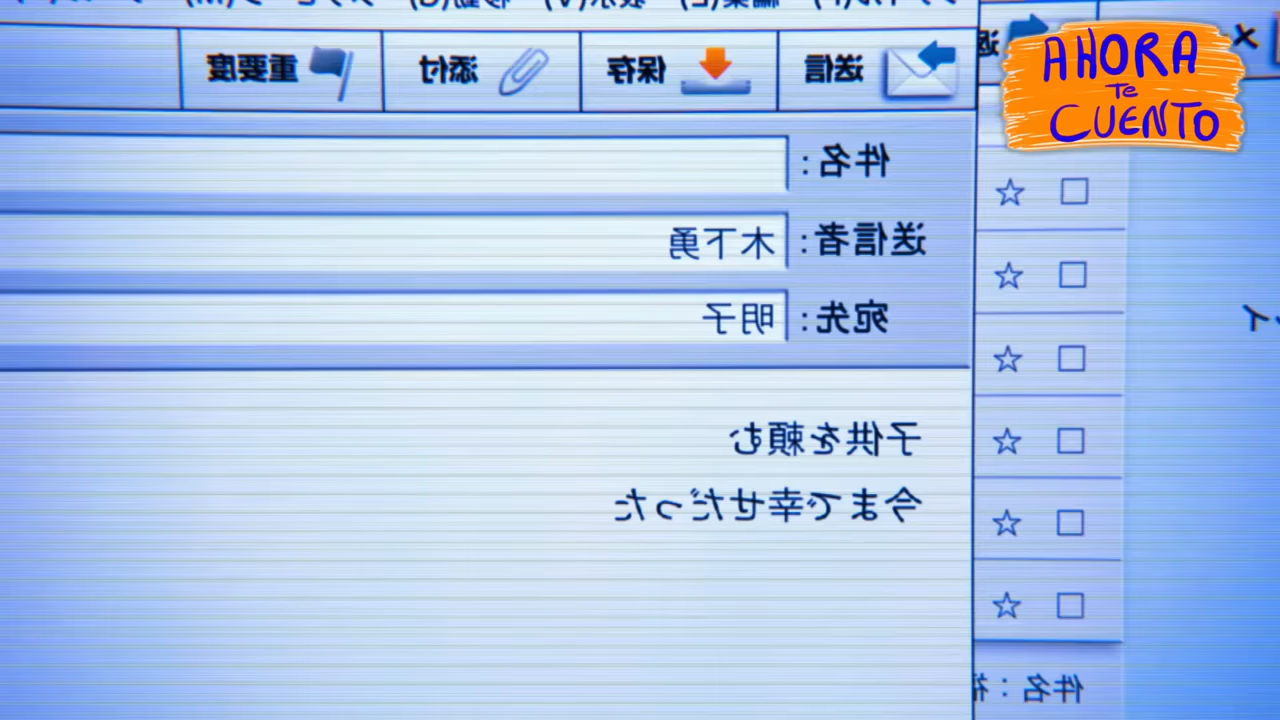 送信
保存
添付
重要度
件名:
送信者: 木下勇
宛先: 明子
子供を頼む
今まで幸せだった
件名:
AHORA
Te
CUENTO